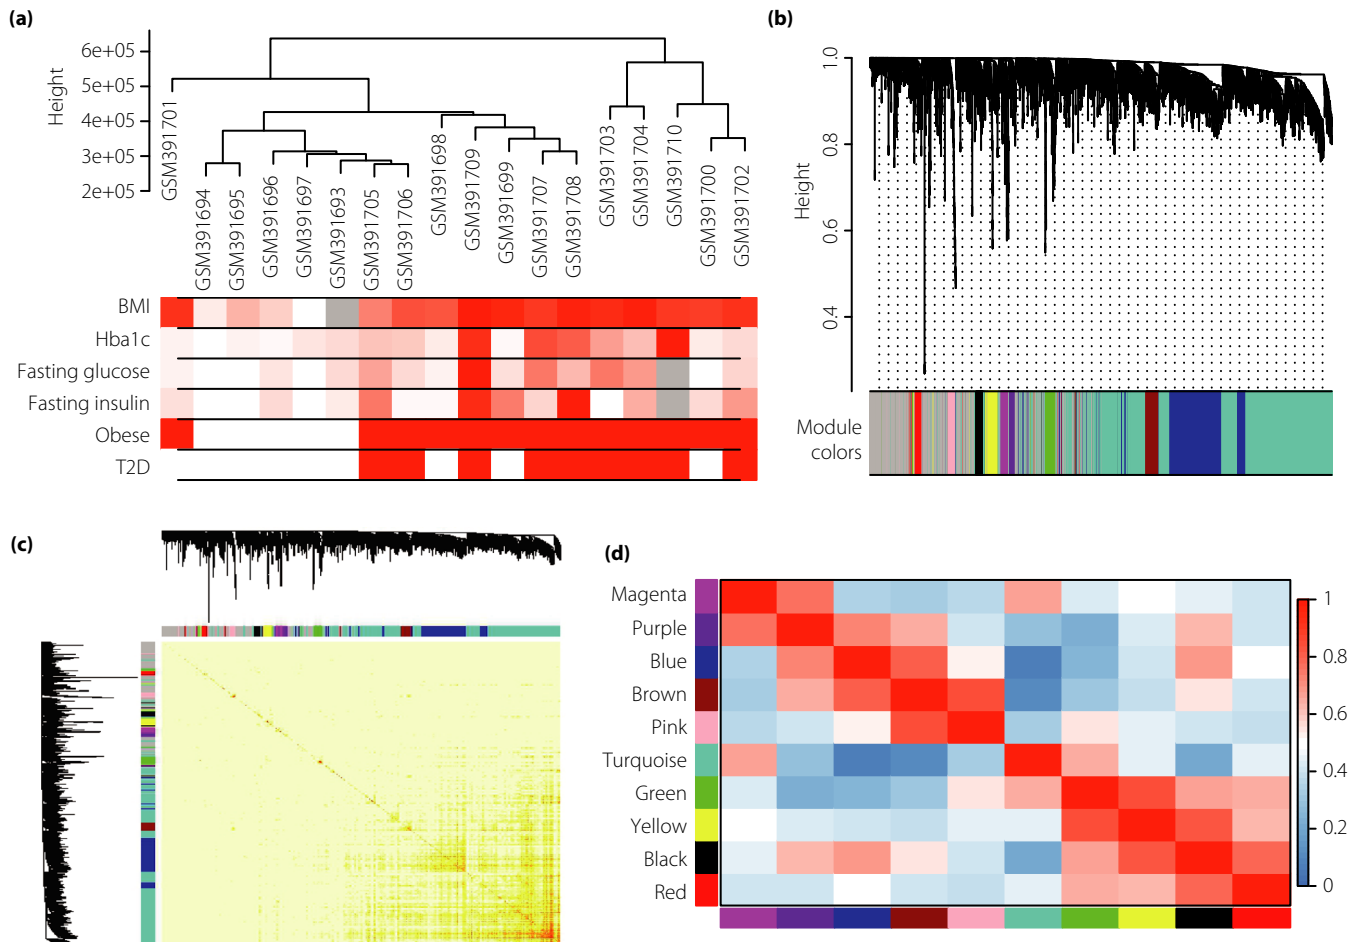 (a)
Height
6e+05
5e+05
4e+05
3e+05
2e+05
GSM391701
GSM391694
GSM391695
GSM391696
GSM391697
GSM391693
GSM391705
GSM391706
GSM391698
GSM391709
GSM391699
GSM391707
GSM391708
GSM391703
GSM391704
GSM391710
GSM391700
GSM391702
BMI
Hba1c
Fasting glucose
Fasting insulin
Obese
T2D
(b)
Height
1.0
0.8
0.6
0.4
Module
colors
(c)
(d)
Magenta
Purple
Blue
Brown
Pink
Turquoise
Green
Yellow
Black
Red
1
0.8
0.6
0.4
0.2
0